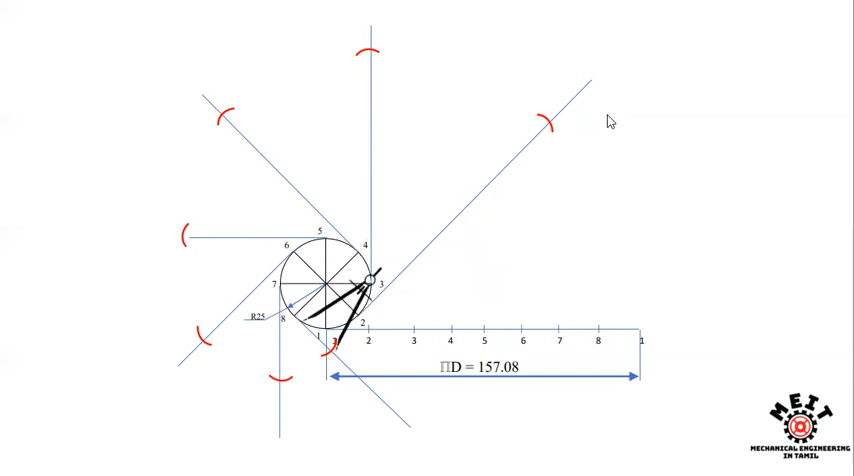 5
6
4
7
3
R25
8
2
1
1 2 3 4 5 6 7 8 1
∏D = 157.08
MEIT
MECHANICAL ENGINEERING
IN TAMIL